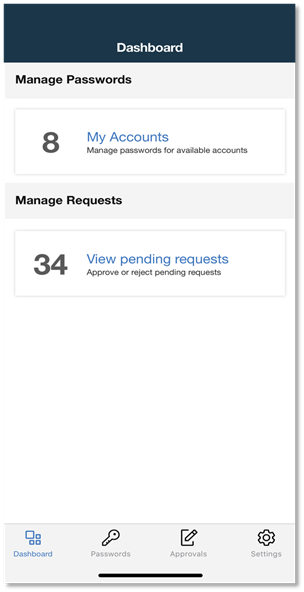 Dashboard
Manage Passwords
8
My Accounts
Manage passwords for available accounts
Manage Requests
34
View pending requests
Approve or reject pending requests
Dashboard
Passwords
Approvals
Settings